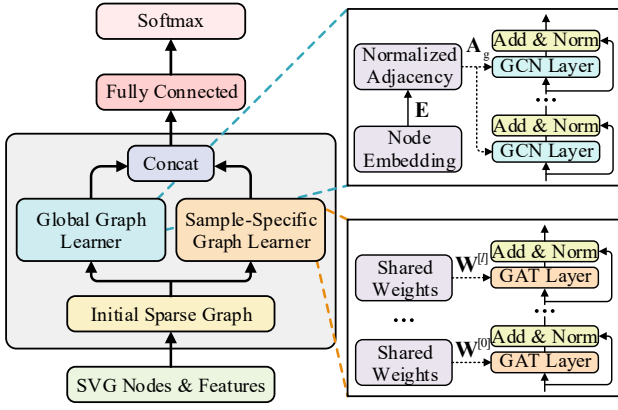 Softmax
Fully Connected
Concat
Global Graph
Learner
Sample-Specific
Graph Learner
Initial Sparse Graph
SVG Nodes & Features
Normalized
Adjacency
A_g
E
Node
Embedding
Add & Norm
GCN Layer
...
Add & Norm
GCN Layer
Shared
Weights
W^[l]
...
Shared
Weights
W^[0]
Add & Norm
GAT Layer
...
Add & Norm
GAT Layer